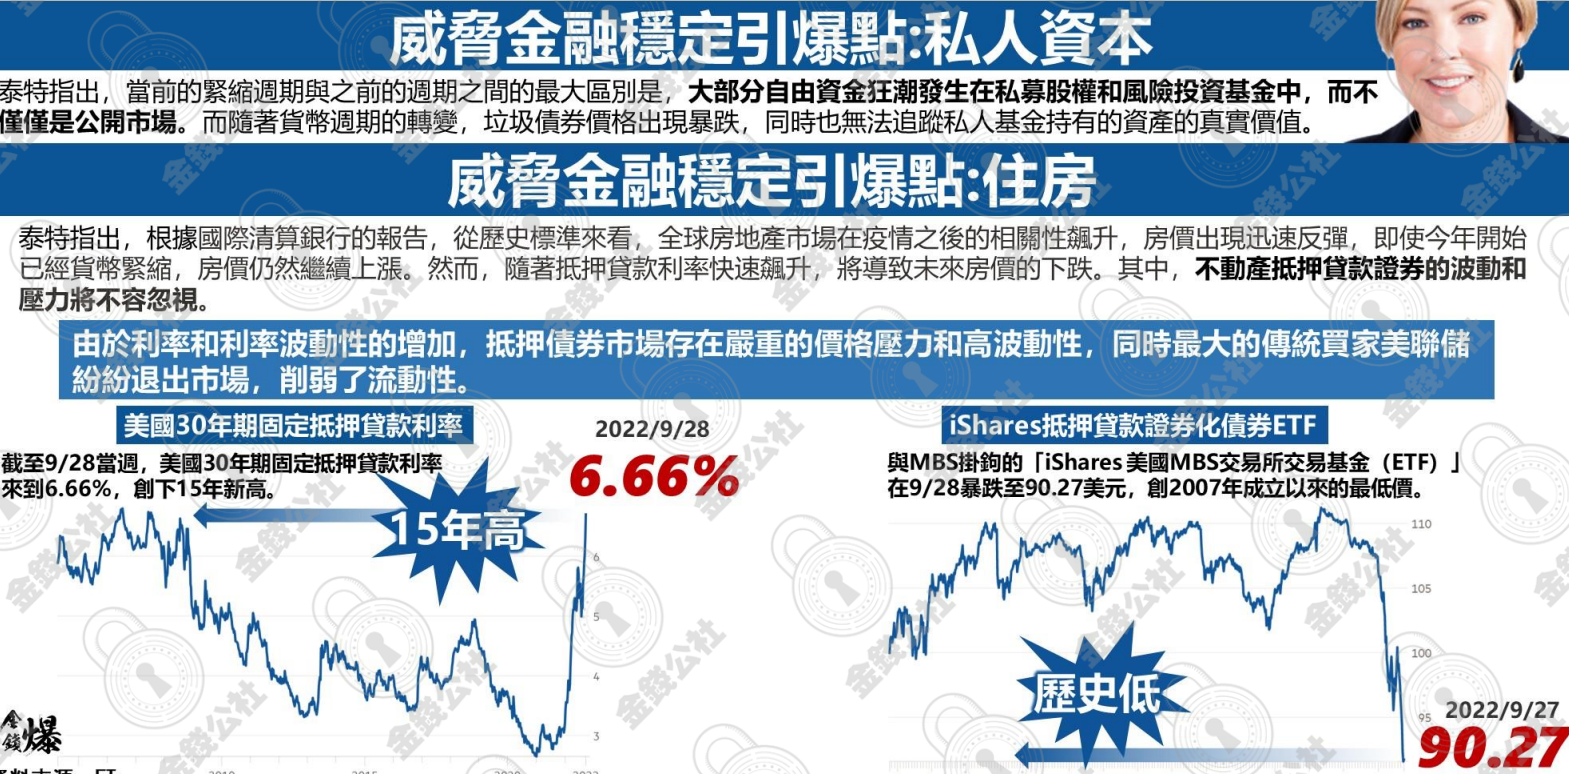 威脅金融穩定引爆點:私人資本
泰特指出，當前的緊縮週期與之前的週期之間的最大區別是，大部分自由資金狂潮發生在私募股權和風險投資基金中，而不
僅僅是公開市場。而隨著貨幣週期的轉變，垃圾債券價格出現暴跌，同時也無法追蹤私人基金持有的資產的真實價值。
威脅金融穩定引爆點:住房
泰特指出，根據國際清算銀行的報告，從歷史標準來看，全球房地產市場在疫情之後的相關性飆升，房價出現迅速反彈，即使今年開始
已經貨幣緊縮，房價仍然繼續上漲。然而，隨著抵押貸款利率快速飆升，將導致未來房價的下跌。其中，不動產抵押貸款證券的波動和
壓力將不容忽視。
由於利率和利率波動性的增加，抵押債券市場存在嚴重的價格壓力和高波動性，同時最大的傳統買家美聯儲
紛紛退出市場，削弱了流動性。
美國30年期固定抵押貸款利率
2022/9/28
6.66%
截至9/28當週，美國30年期固定抵押貸款利率
來到6.66%，創下15年新高。
15年高
6
5
4
3
2010
2015
2020
2022
iShares抵押貸款證券化債券ETF
與MBS掛鉤的「iShares 美國MBS交易所交易基金（ETF）」
在9/28暴跌至90.27美元，創2007年成立以來的最低價。
110
105
100
95
歷史低
2022/9/27
90.27
金錢爆
金錢公社